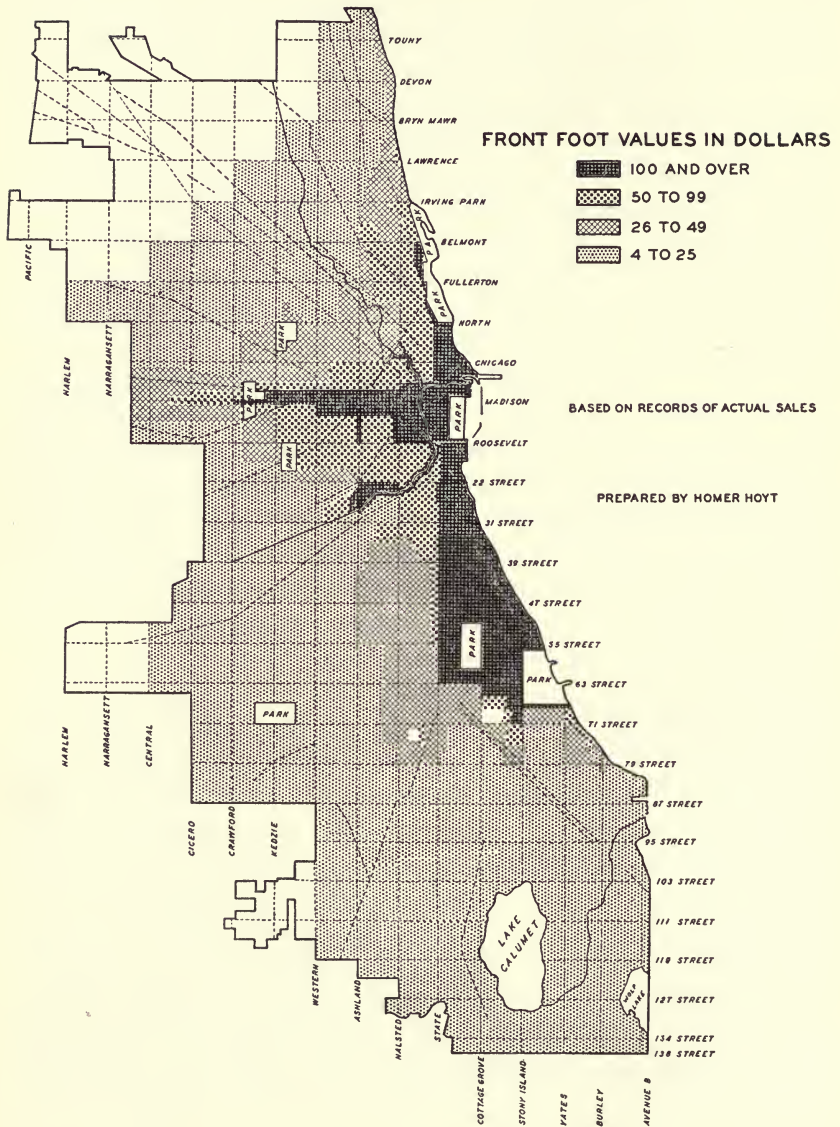 TOUHY
DEVON
BRYN MAWR
LAWRENCE
IRVING PARK
BELMONT
FULLERTON
NORTH
CHICAGO
MADISON
ROOSEVELT
22 STREET
31 STREET
39 STREET
47 STREET
55 STREET
63 STREET
71 STREET
79 STREET
87 STREET
95 STREET
103 STREET
111 STREET
119 STREET
127 STREET
134 STREET
138 STREET
FRONT FOOT VALUES IN DOLLARS
100 AND OVER
50 TO 99
26 TO 49
4 TO 25
BASED ON RECORDS OF ACTUAL SALES
PREPARED BY HOMER HOYT
PARK
PARK
PARK
PARK
PARK
PARK
PARK
PARK
PARK
PARK
LAKE
CALUMET
WOLF
LAKE
PACIFIC
HARLEM
NARRAGANSETT
HARLEM
NARRAGANSETT
CENTRAL
CICERO
CRAWFORD
KEDZIE
WESTERN
ASHLAND
HALSTED
STATE
COTTAGE GROVE
STONY ISLAND
YATES
BURLEY
AVENUE B